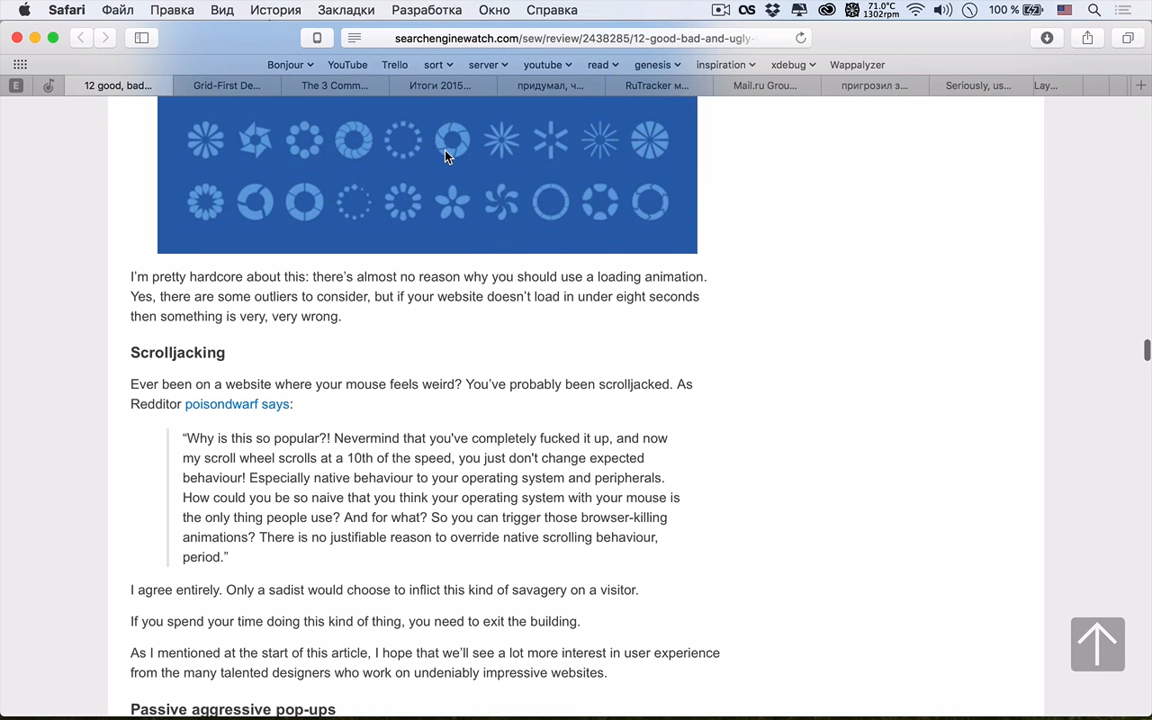 Safari Файл Правка Вид История Закладки Разработка Окно Справка OS 71.0°C 1302rpm 100 %
searchenginewatch.com/sew/review/2438285/12-good-bad-and-ugly-
Bonjour YouTube Trello sort server youtube read genesis inspiration xdebug Wappalyzer
E 12 good, bad... Grid-First De... The 3 Comm... Итоги 2015... придумал, ч... RuTracker м... Mail.ru Grou... пригрозил з... Seriously, us... Lay...
I'm pretty hardcore about this: there's almost no reason why you should use a loading animation.
Yes, there are some outliers to consider, but if your website doesn't load in under eight seconds
then something is very, very wrong.
Scrolljacking
Ever been on a website where your mouse feels weird? You've probably been scrolljacked. As
Redditor poisondwarf says:
“Why is this so popular?! Nevermind that you've completely fucked it up, and now
my scroll wheel scrolls at a 10th of the speed, you just don't change expected
behaviour! Especially native behaviour to your operating system and peripherals.
How could you be so naive that you think your operating system with your mouse is
the only thing people use? And for what? So you can trigger those browser-killing
animations? There is no justifiable reason to override native scrolling behaviour,
period.”
I agree entirely. Only a sadist would choose to inflict this kind of savagery on a visitor.
If you spend your time doing this kind of thing, you need to exit the building.
As I mentioned at the start of this article, I hope that we'll see a lot more interest in user experience
from the many talented designers who work on undeniably impressive websites.
Passive aggressive pop-ups